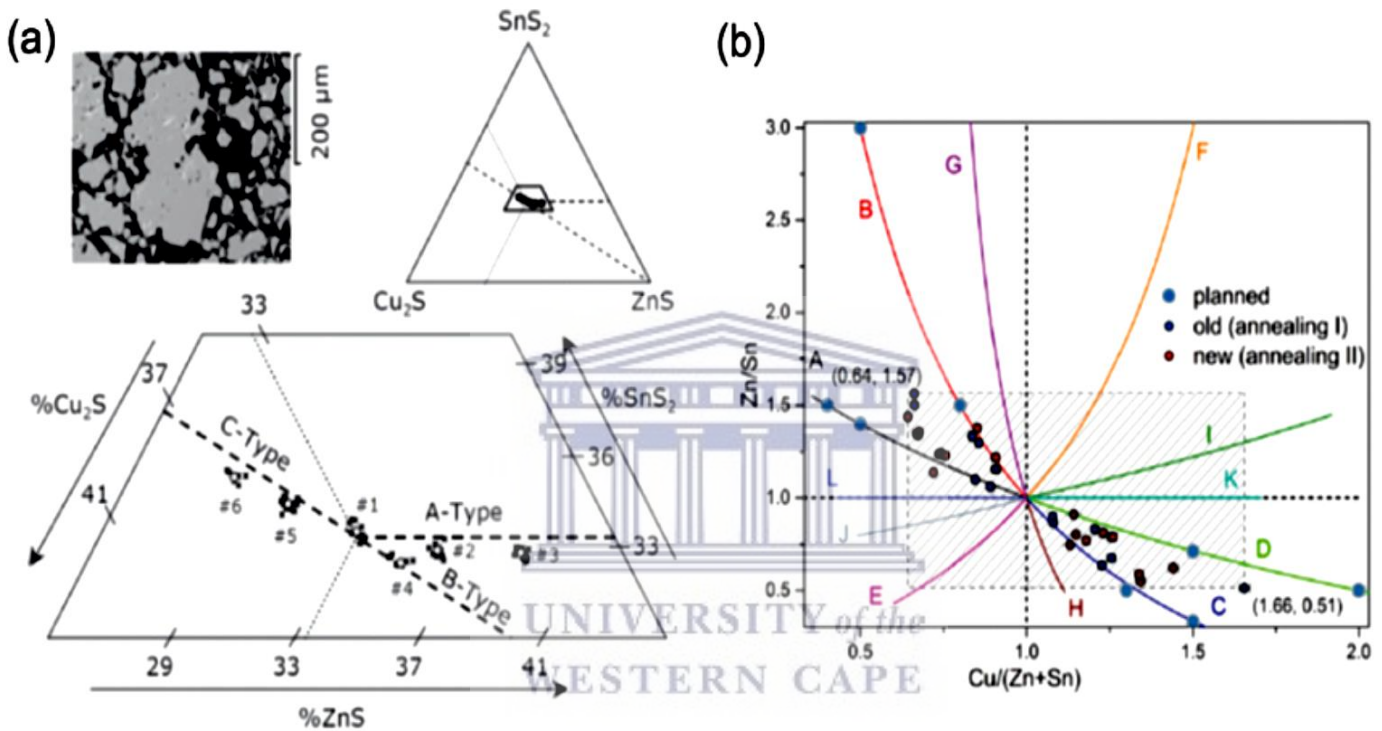 (a)
200 μm
SnS2
Cu2S
ZnS
33
37
41
%Cu2S
39
%SnS2
36
33
C-Type
#6
#5
#1
A-Type
#2
#3
#4
B-Type
29
33
37
41
%ZnS
(b)
3.0
2.5
2.0
1.5
1.0
0.5
Zn/Sn
B
G
F
planned
old (annealing I)
new (annealing II)
A
(0.64, 1.57)
I
L
K
J
D
E
H
C
(1.66, 0.51)
0.5
1.0
1.5
2.0
Cu/(Zn+Sn)
UNIVERSITY of the
WESTERN CAPE